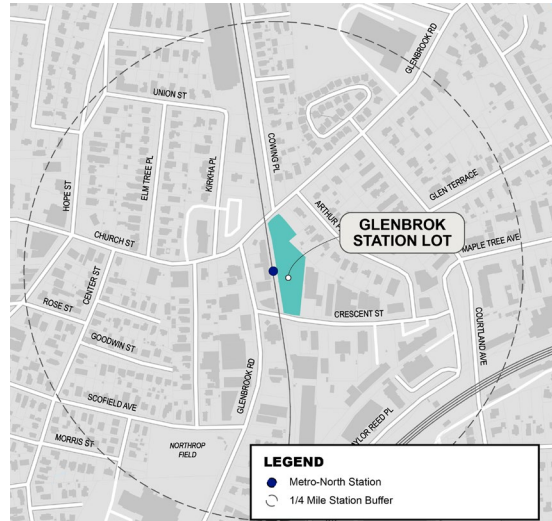 GLENBROOK RD
UNION ST
COWING PL
ELM TREE PL
KIRKHA PL
HOPE ST
GLEN TERRACE
ARTHUR
GLENBROK
STATION LOT
CHURCH ST
MAPLE TREE AVE
CENTER ST
ROSE ST
CRESCENT ST
GOODWIN ST
COURTLAND AVE
GLENBROOK RD
SCOFIELD AVE
AYLOR REED PL
MORRIS ST
NORTHROP
FIELD
LEGEND
Metro-North Station
1/4 Mile Station Buffer